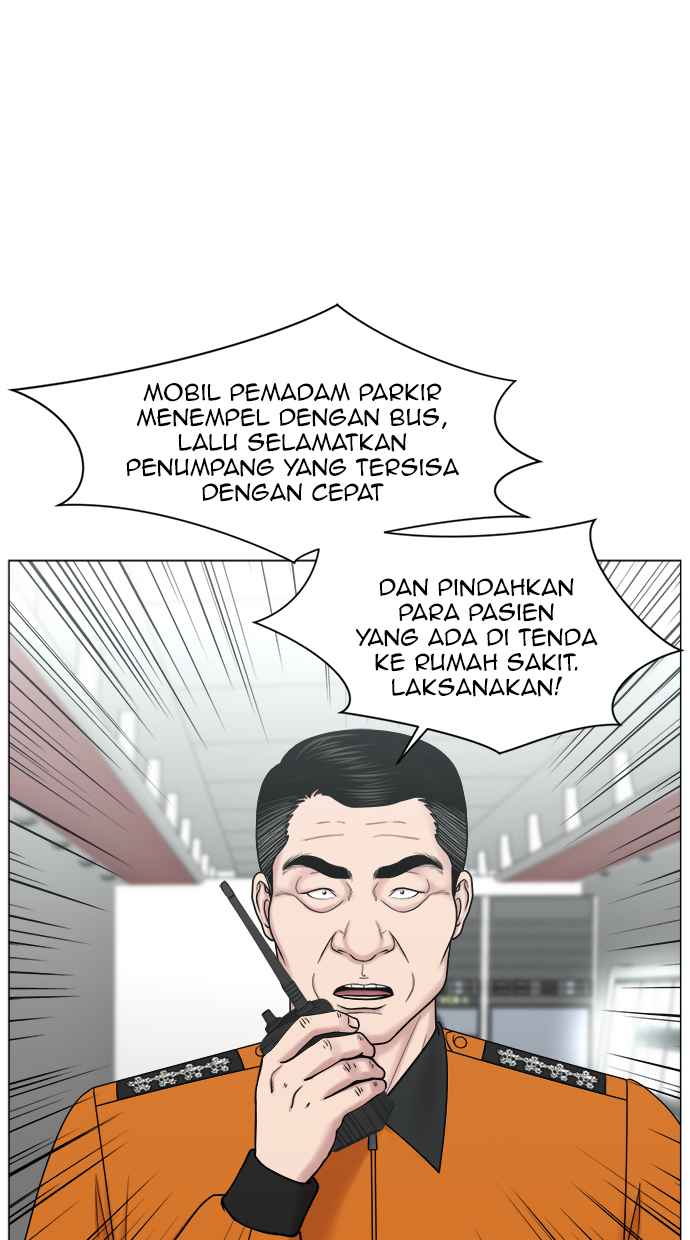 MOBIL PEMADAM PARKIR
MENEMPEL DENGAN BUS,
LALU SELAMATKAN
PENUMPANG YANG TERSISA
DENGAN CEPAT
DAN PINDAHKAN
PARA PASIEN
YANG ADA DI TENDA
KE RUMAH SAKIT.
LAKSANAKAN!